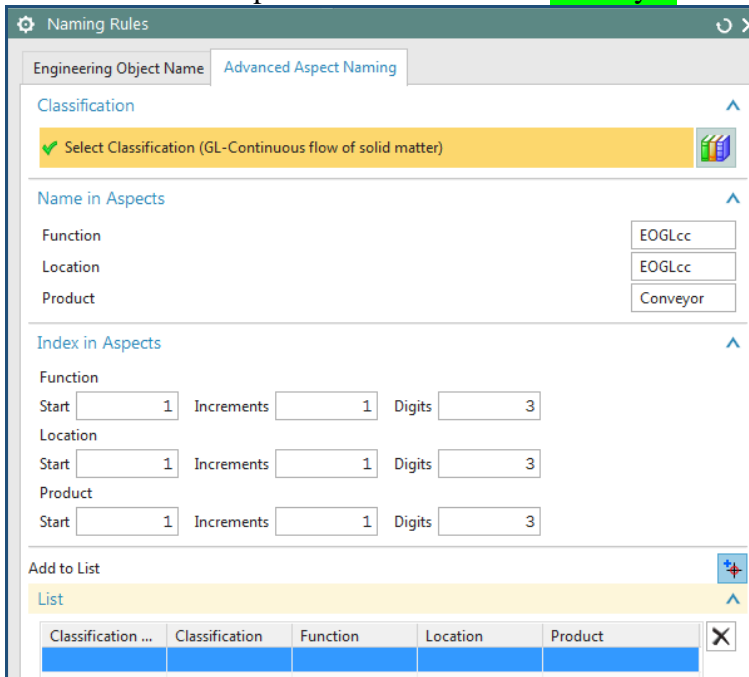 Naming Rules
Engineering Object Name Advanced Aspect Naming
Classification
Select Classification (GL-Continuous flow of solid matter)
Name in Aspects
Function EOGLcc
Location EOGLcc
Product Conveyor
Index in Aspects
Function
Start 1 Increments 1 Digits 3
Location
Start 1 Increments 1 Digits 3
Product
Start 1 Increments 1 Digits 3
Add to List
List
Classification ... Classification Function Location Product